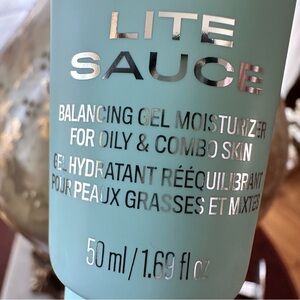 LITE
SAUCE
BALANCING GEL MOISTURIZER
FOR OILY & COMBO SKIN
GEL HYDRATANT RÉÉQUILIBRANT
POUR PEAUX GRASSES ET MIXTES
50 ml / 1.69 fl oz